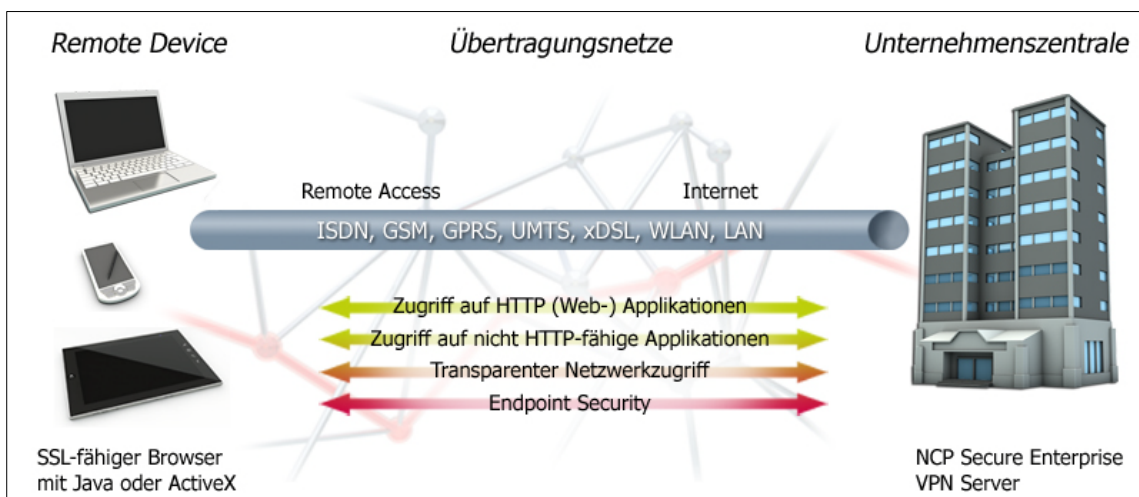 Remote Device
Übertragungsnetze
Unternehmenszentrale
Remote Access
Internet
ISDN, GSM, GPRS, UMTS, xDSL, WLAN, LAN
Zugriff auf HTTP (Web-) Applikationen
Zugriff auf nicht HTTP-fähige Applikationen
Transparenter Netzwerkzugriff
Endpoint Security
SSL-fähiger Browser
mit Java oder ActiveX
NCP Secure Enterprise
VPN Server